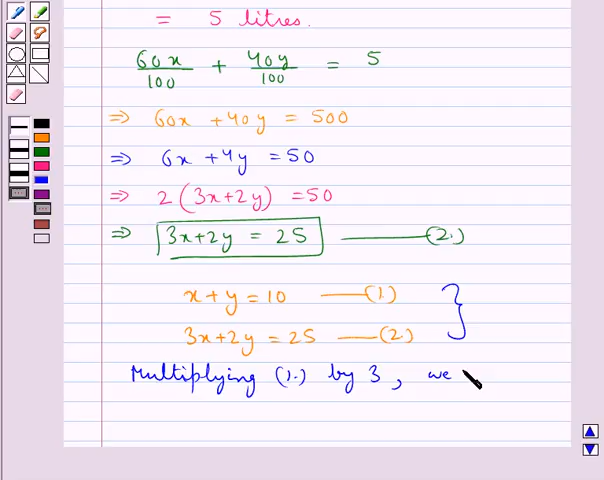 = 5 litres.
60x/100 + 40y/100 = 5
⇒ 60x + 40y = 500
⇒ 6x + 4y = 50
⇒ 2 (3x+2y) = 50
⇒ 3x+2y = 25 —— (2.)
x + y = 10 —— (1)
3x+2y = 25 —— (2.)
Multiplying (1.) by 3, we